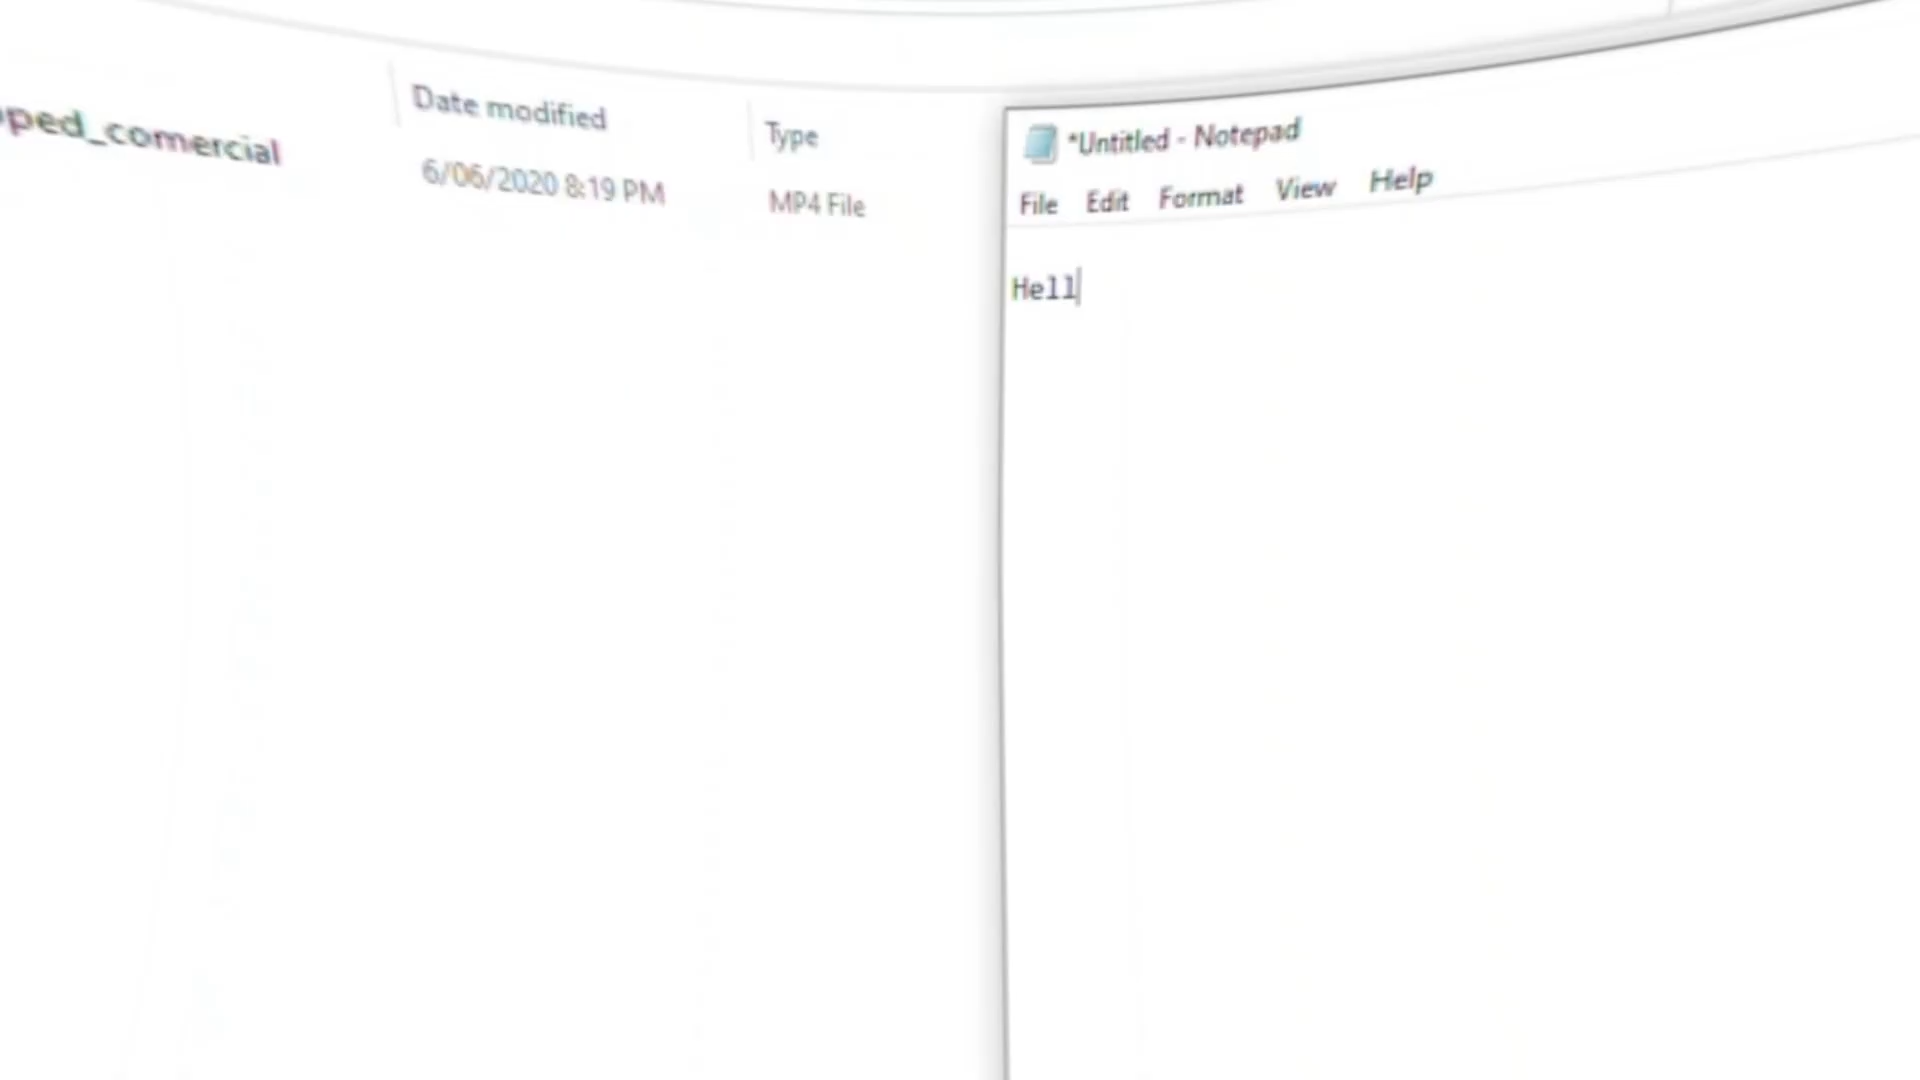 Date modified
Type
ped_comercial
6/06/2020 8:19 PM
MP4 File
*Untitled - Notepad
File Edit Format View Help
Hell